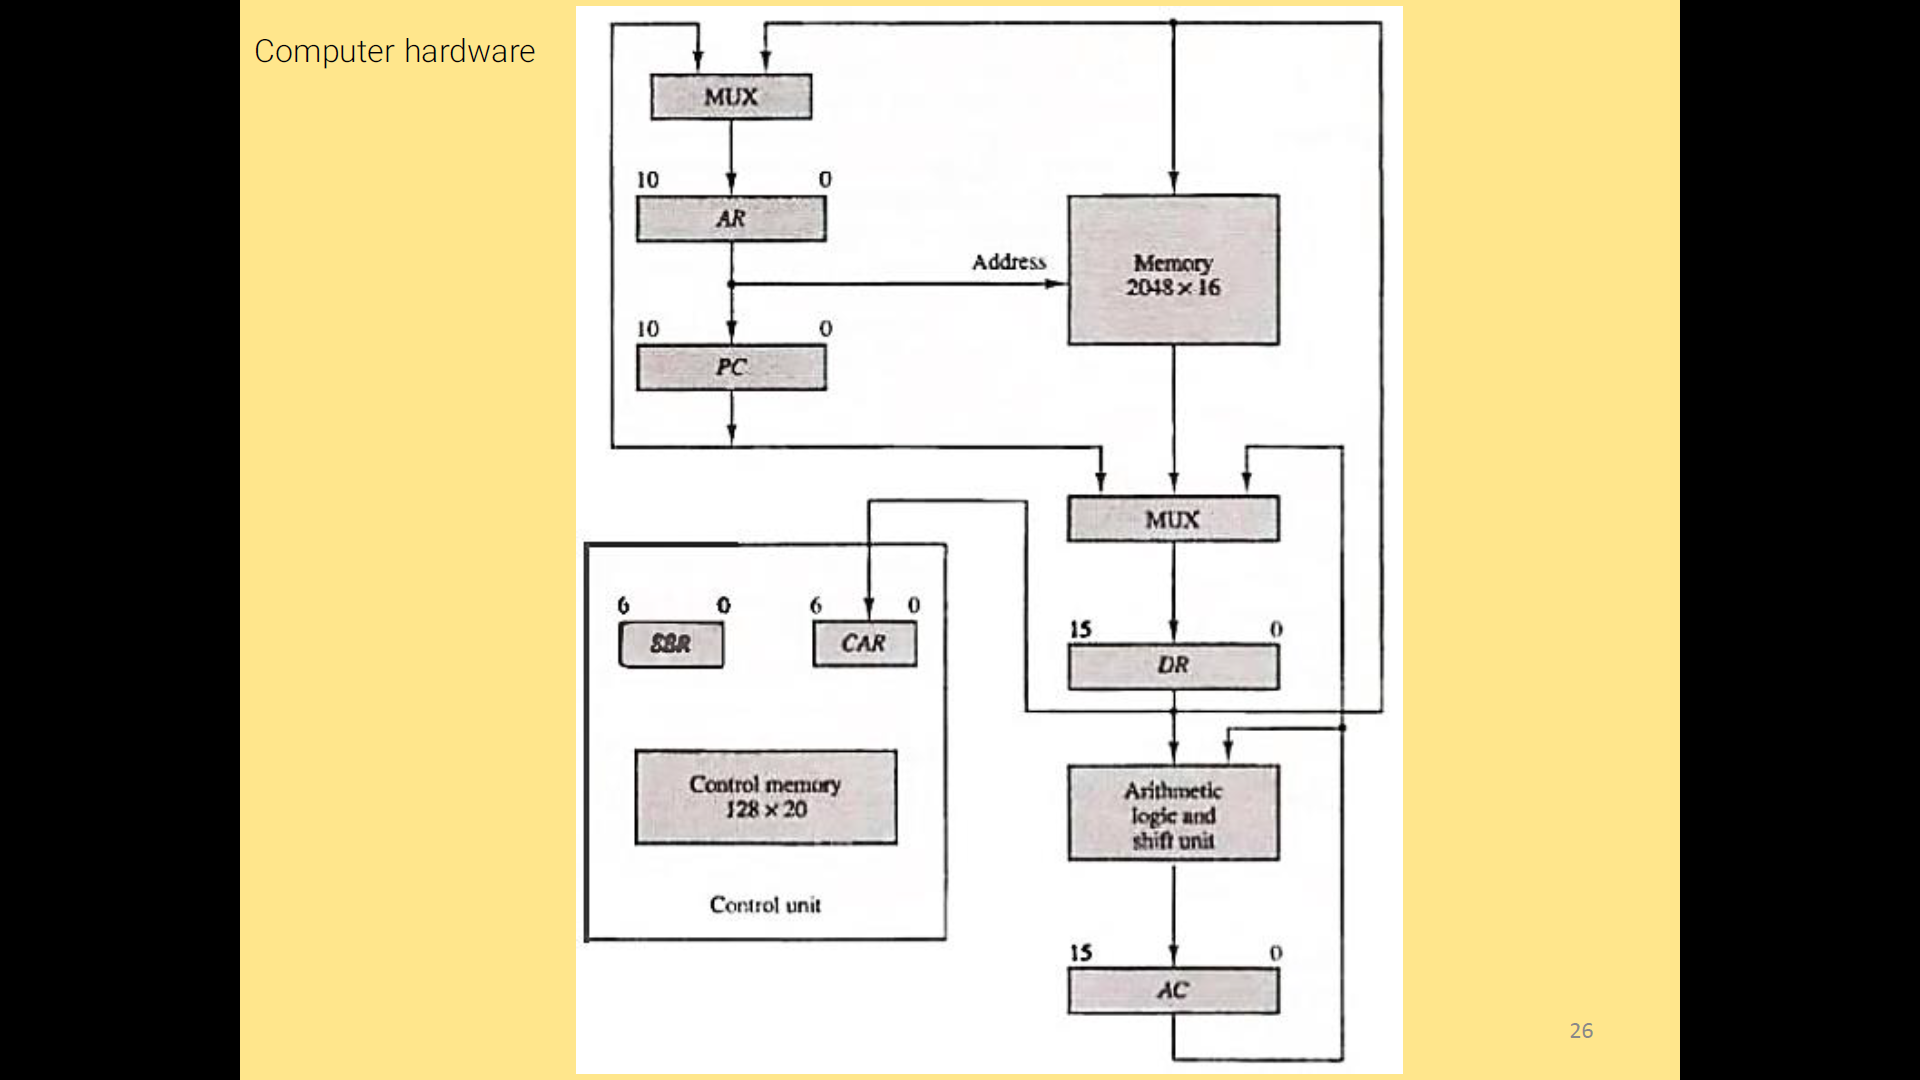 Computer hardware
MUX
10 0
AR
Address
Memory
2048 × 16
10 0
PC
MUX
6 0
SBR
6 0
CAR
15 0
DR
Control memory
128 × 20
Arithmetic
logic and
shift unit
Control unit
15 0
AC
26